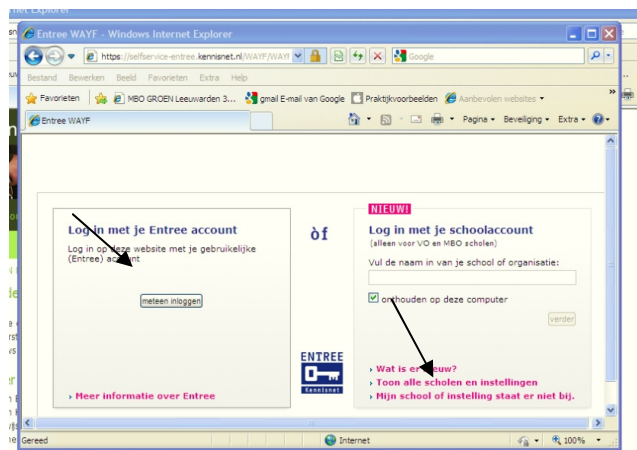 Entree WAYF - Windows Internet Explorer
https://selfservice-entree.kennisnet.nl/WAYF/WAYF
Google
Bestand Bewerken Beeld Favorieten Extra Help
Favorieten
MBO GROEN Leeuwarden 3...
gmail E-mail van Google
Praktijkvoorbeelden
Aanbevolen websites
Entree WAYF
Pagina
Beveiliging
Extra
Log in met je Entree account
Log in op deze website met je gebruikelijke
(Entree) account
meteen inloggen
Meer informatie over Entree
òf
ENTREE
Kennisnet
NIEUW!
Log in met je schoolaccount
(alleen voor VO en MBO scholen)
Vul de naam in van je school of organisatie:
onthouden op deze computer
verder
Wat is er nieuw?
Toon alle scholen en instellingen
Mijn school of instelling staat er niet bij.
Gereed
Internet
100%